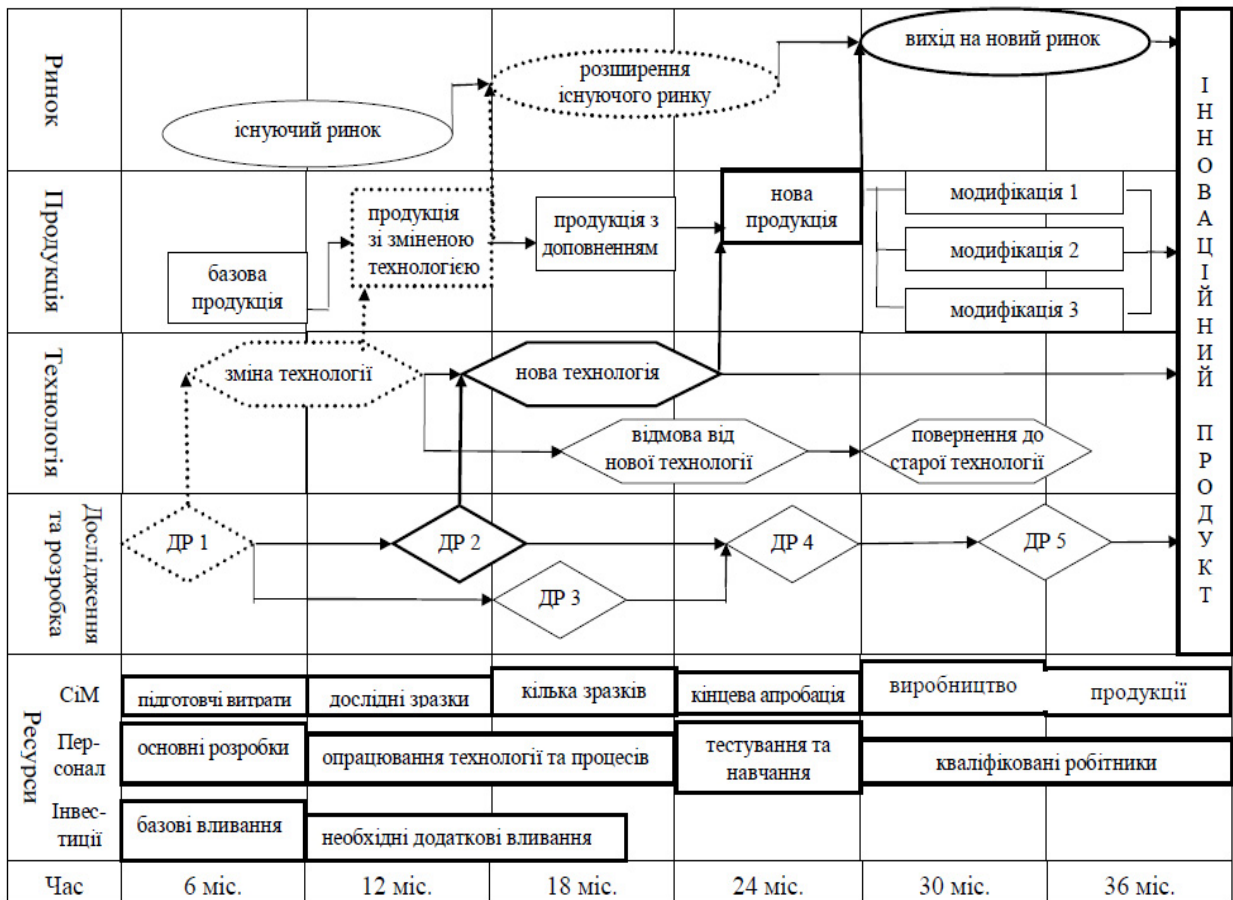 Ринок
існуючий ринок
розширення
існуючого ринку
вихід на новий ринок
Продукція
базова
продукція
продукція
зі зміненою
технологією
продукція з
доповненням
нова
продукція
модифікація 1
модифікація 2
модифікація 3
Технологія
зміна технології
нова технологія
відмова від
нової технології
повернення до
старої технології
Дослідження
та розробка
ДР 1
ДР 2
ДР 3
ДР 4
ДР 5
ІННОВАЦІЙНИЙ ПРОДУКТ
Ресурси
СіМ
підготовчі витрати
дослідні зразки
кілька зразків
кінцева апробація
виробництво
продукції
Пер-
сонал
основні розробки
опрацювання технології та процесів
тестування та
навчання
кваліфіковані робітники
Інвес-
тиції
базові вливання
необхідні додаткові вливання
Час
6 міс.
12 міс.
18 міс.
24 міс.
30 міс.
36 міс.